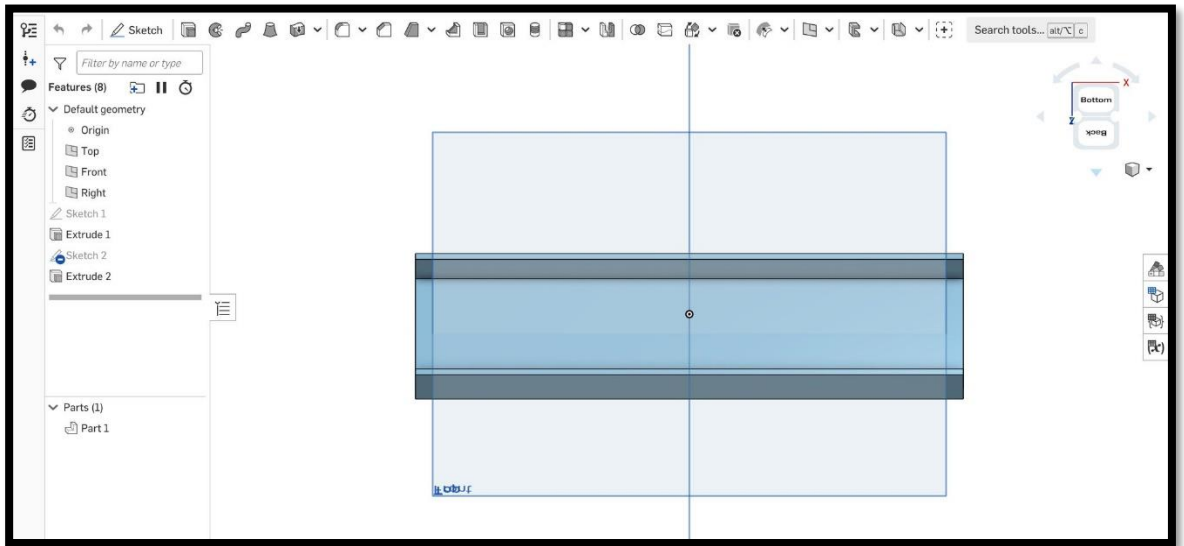 Sketch
Search tools... alt/⌥ c
Filter by name or type
Features (8)
Default geometry
Origin
Top
Front
Right
Sketch 1
Extrude 1
Sketch 2
Extrude 2
Parts (1)
Part 1
X
Bottom
Z
Back
(x)